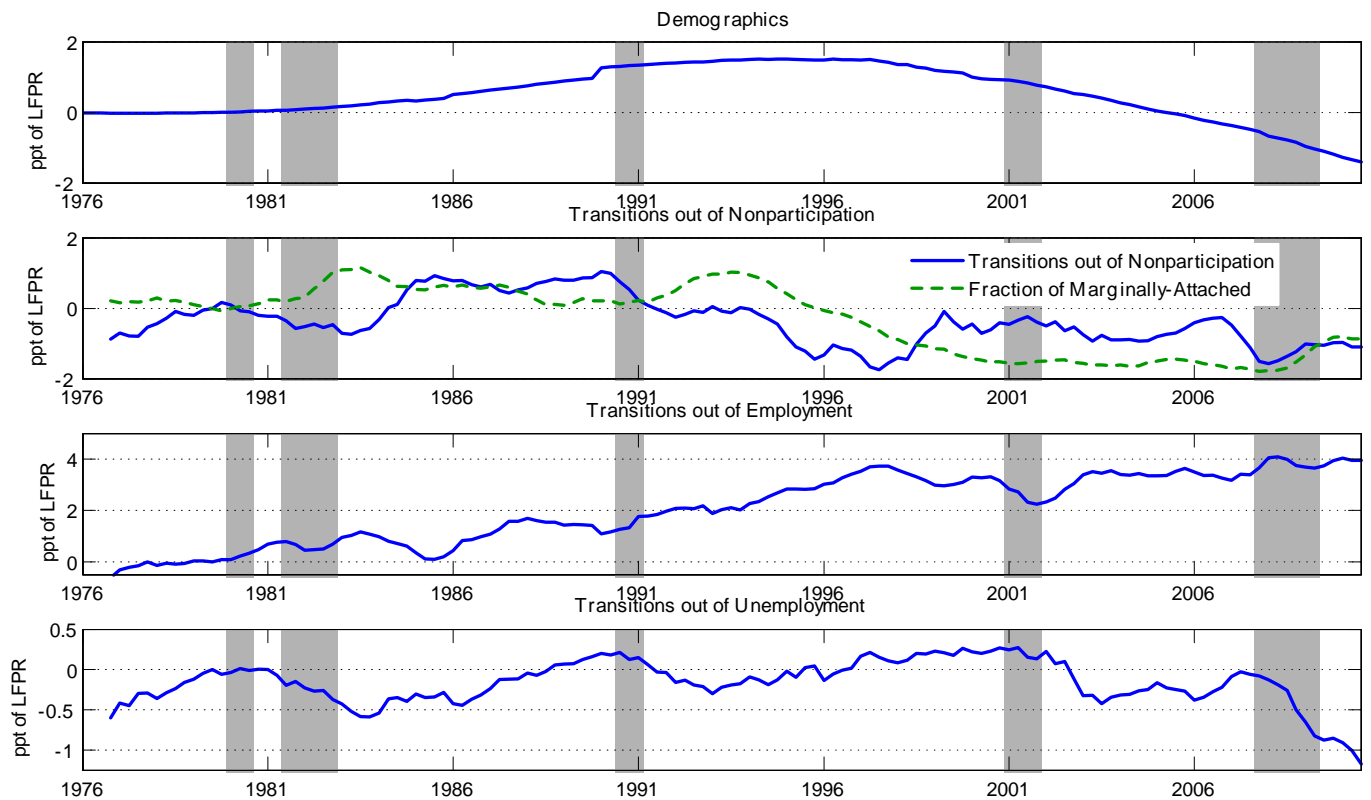 Demographics
ppt of LFPR
2
0
-2
1976 1981 1986 1991 1996 2001 2006
Transitions out of Nonparticipation
ppt of LFPR
2
0
-2
Transitions out of Nonparticipation
Fraction of Marginally-Attached
1976 1981 1986 1991 1996 2001 2006
Transitions out of Employment
ppt of LFPR
4
2
0
1976 1981 1986 1991 1996 2001 2006
Transitions out of Unemployment
ppt of LFPR
0.5
0
-0.5
-1
1976 1981 1986 1991 1996 2001 2006